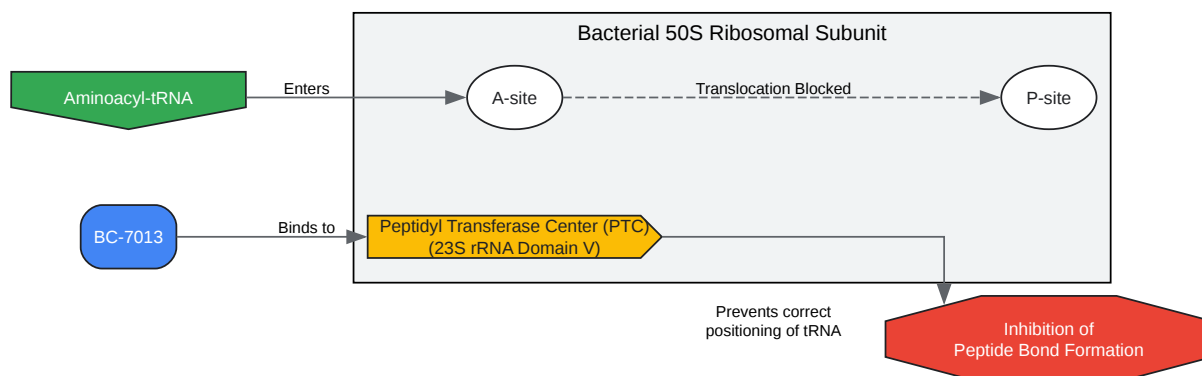 Bacterial 50S Ribosomal Subunit
Aminoacyl-tRNA
Enters
A-site
Translocation Blocked
P-site
BC-7013
Binds to
Peptidyl Transferase Center (PTC)
(23S rRNA Domain V)
Prevents correct
positioning of tRNA
Inhibition of
Peptide Bond Formation